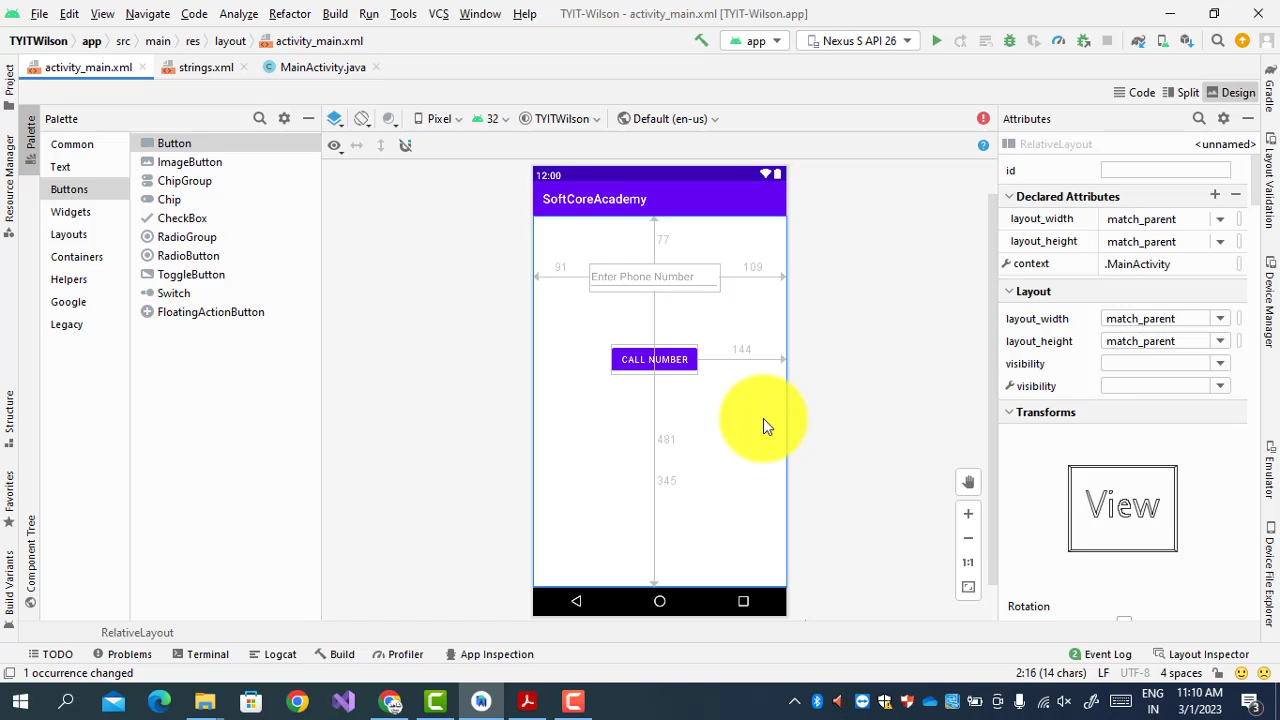 File Edit View Navigate Code Analyze Refactor Build Run Tools VCS Window Help TYIT-Wilson - activity_main.xml [TYIT-Wilson.app]
TYITWilson app src main res layout activity_main.xml app Nexus S API 26
activity_main.xml strings.xml MainActivity.java
Code Split Design
Palette Pixel 32 TYITWilson Default (en-us) Attributes
Common
Text
Buttons
Widgets
Layouts
Containers
Helpers
Google
Legacy
Button
ImageButton
ChipGroup
Chip
CheckBox
RadioGroup
RadioButton
ToggleButton
Switch
FloatingActionButton
12:00
SoftCoreAcademy
77
91 109
Enter Phone Number
144
CALL NUMBER
481
345
1:1
RelativeLayout <unnamed>
id
Declared Attributes
layout_width match_parent
layout_height match_parent
context .MainActivity
Layout
layout_width match_parent
layout_height match_parent
visibility
visibility
Transforms
View
Rotation
Project
Resource Manager
Structure
Favorites
Build Variants
Palette
Component Tree
Gradle
Layout Validation
Device Manager
Emulator
Device File Explorer
RelativeLayout
TODO Problems Terminal Logcat Build Profiler App Inspection 2 Event Log Layout Inspector
1 occurrence changed 2:16 (14 chars) LF UTF-8 4 spaces
ENG
IN
11:10 AM
3/1/2023
3